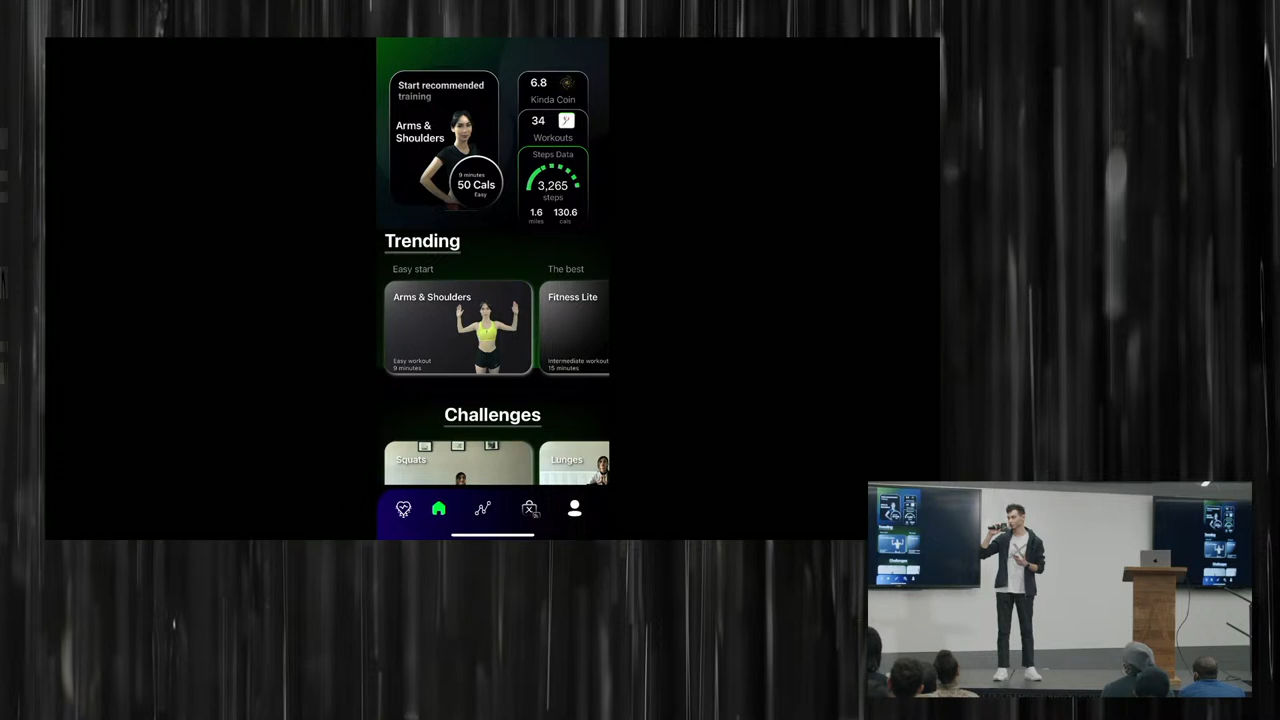 Start recommended
training
Arms &
Shoulders
9 minutes
50 Cals
Easy
6.8
Kinda Coin
34
Workouts
Steps Data
3,265
steps
1.6 130.6
miles cals
Trending
Easy start
The best
Arms & Shoulders
Easy workout
9 minutes
Fitness Lite
Intermediate workout
15 minutes
Challenges
Squats
Lunges